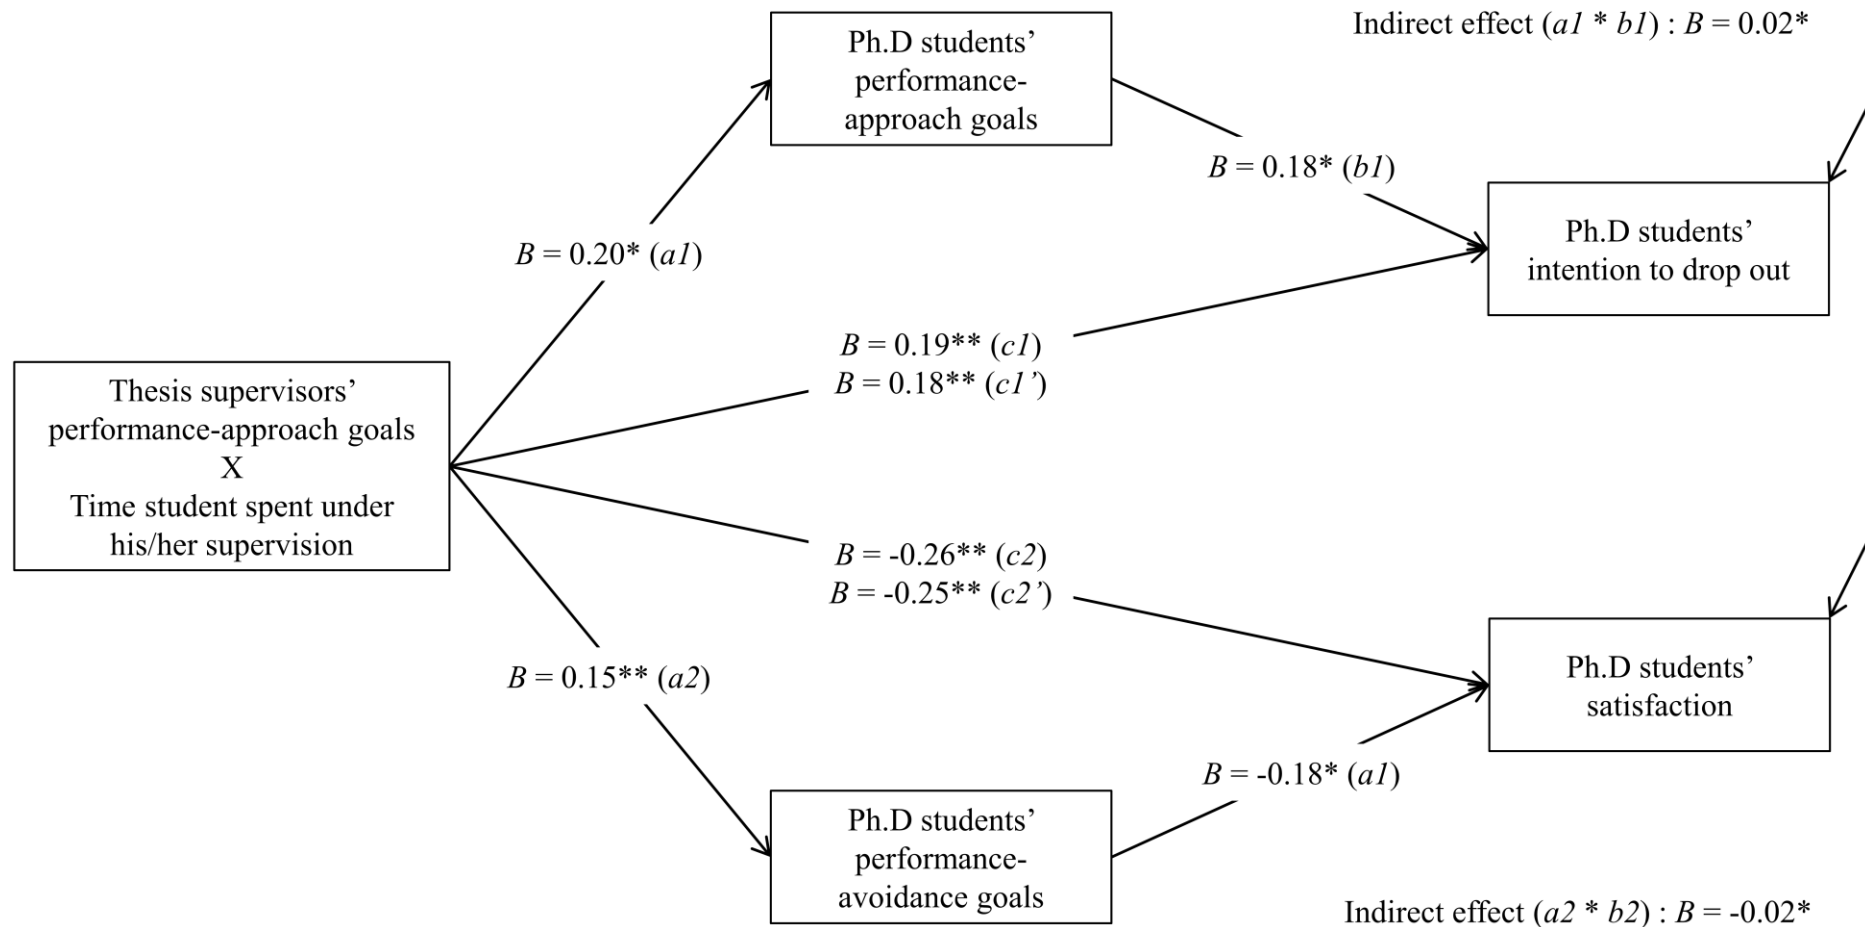 Ph.D students’
performance-
approach goals
Indirect effect (a1 * b1) : B = 0.02*
B = 0.18* (b1)
Ph.D students’
intention to drop out
B = 0.20* (a1)
B = 0.19** (c1)
B = 0.18** (c1’)
Thesis supervisors’
performance-approach goals
X
Time student spent under
his/her supervision
B = -0.26** (c2)
B = -0.25** (c2’)
B = 0.15** (a2)
Ph.D students’
satisfaction
B = -0.18* (a1)
Ph.D students’
performance-
avoidance goals
Indirect effect (a2 * b2) : B = -0.02*